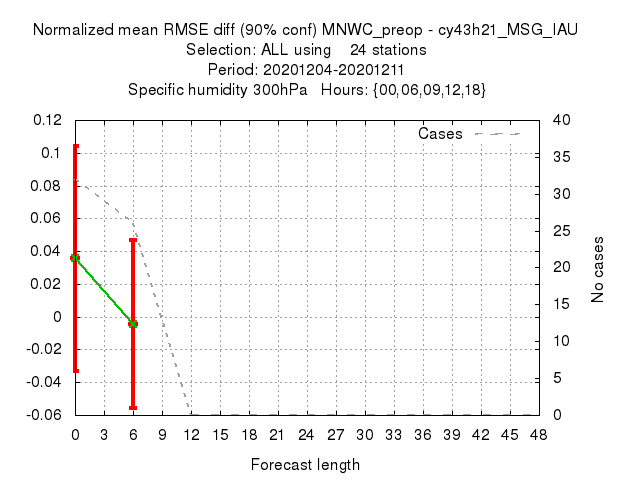 Normalized mean RMSE diff (90% conf) MNWC_preop - cy43h21_MSG_IAU
Selection: ALL using    24 stations
Period: 20201204-20201211
Specific humidity 300hPa   Hours: {00,06,09,12,18}
Cases
0.12
0.1
0.08
0.06
0.04
0.02
0
-0.02
-0.04
-0.06
40
35
30
25
20
15
10
5
0
No cases
0 3 6 9 12 15 18 21 24 27 30 33 36 39 42 45 48
Forecast length